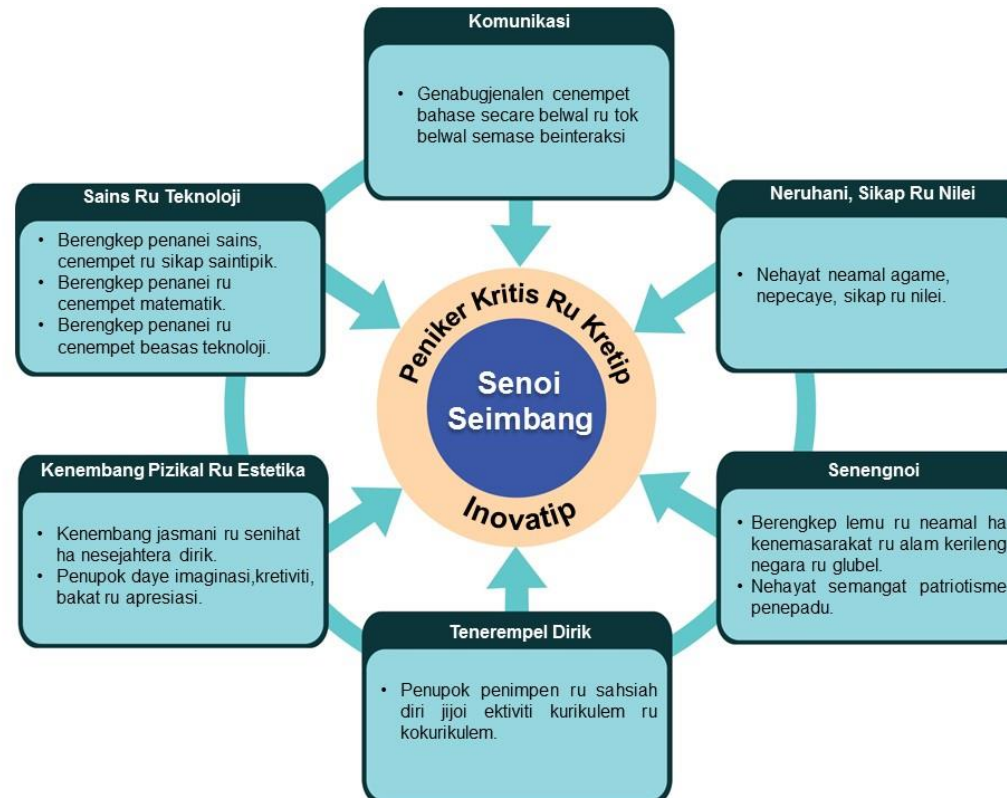 Komunikasi
• Genabugjenalen cenempet
bahase secare belwal ru tok
belwal semase beinteraksi
Sains Ru Teknoloji
• Berengkep penanei sains,
cenempet ru sikap saintipik.
• Berengkep penanei ru
cenempet matematik.
• Berengkep penanei ru
cenempet beasas teknoloji.
Neruhani, Sikap Ru Nilei
• Nehayat neamal agame,
nepecaye, sikap ru nilei.
Peniker Kritis Ru Kretip
Senoi
Seimbang
Inovatip
Kenembang Pizikal Ru Estetika
• Kenembang jasmani ru senihat
ha nesejahtera dirik.
• Penupok daye imaginasi,kretiviti,
bakat ru apresiasi.
Senengnoi
• Berengkep lemu ru neamal ha
kenemasarakat ru alam kerileng
negara ru glubel.
• Nehayat semangat patriotisme
penepadu.
Tenerempel Dirik
• Penupok penimpen ru sahsiah
diri jijoi ektiviti kurikulem ru
kokurikulem.